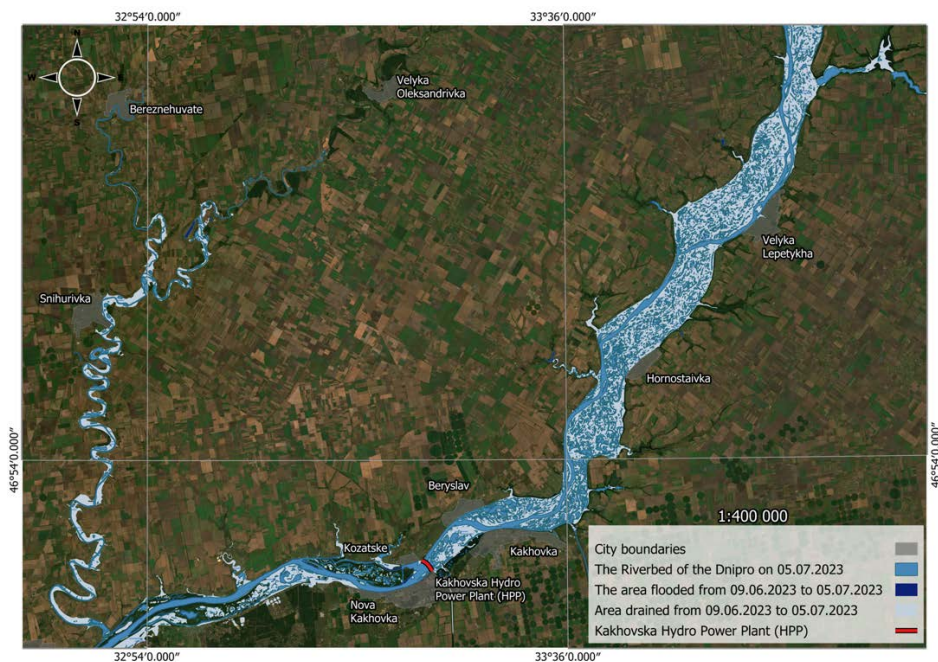 32°54′0.000″
33°36′0.000″
N
W
E
S
Velyka
Oleksandrivka
Bereznehuvate
Velyka
Lepetykha
Snihurivka
Hornostaivka
46°54′0.000″
46°54′0.000″
Beryslav
1:400 000
Kozatske
Kakhovka
Kakhovska Hydro
Power Plant (HPP)
Nova
Kakhovka
City boundaries
The Riverbed of the Dnipro on 05.07.2023
The area flooded from 09.06.2023 to 05.07.2023
Area drained from 09.06.2023 to 05.07.2023
Kakhovska Hydro Power Plant (HPP)
32°54′0.000″
33°36′0.000″